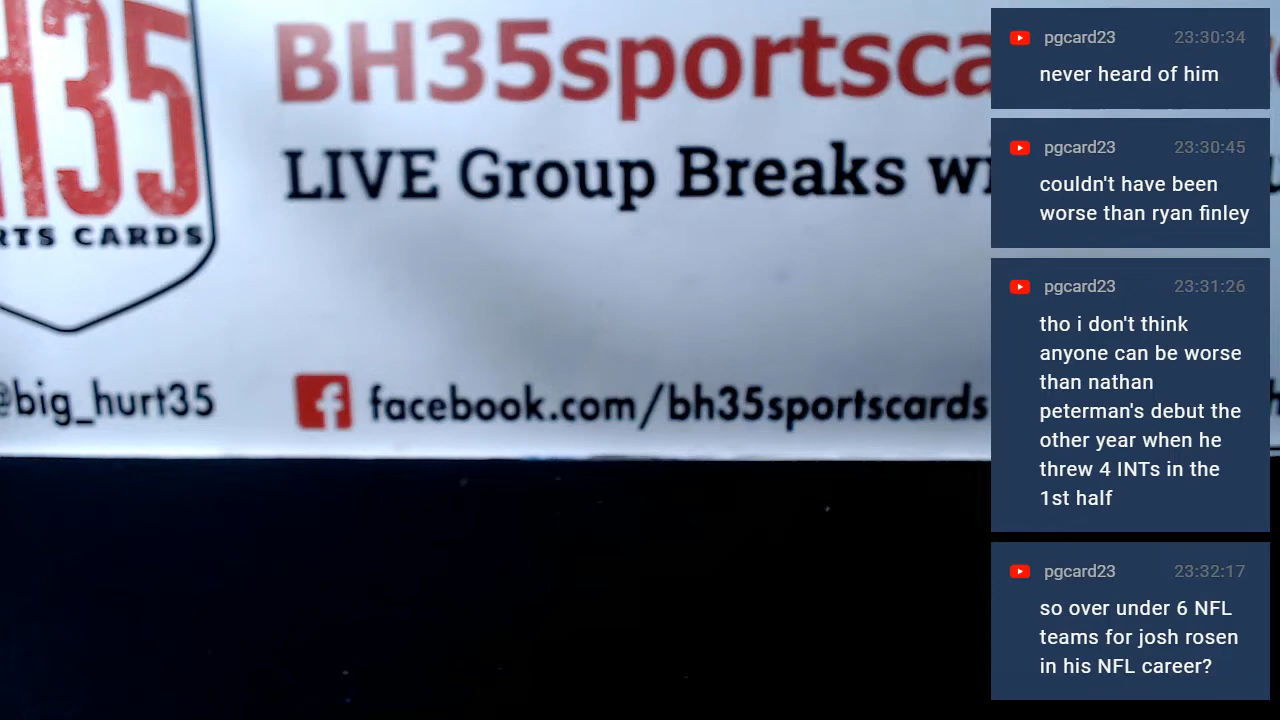 H35
RTS CARDS
BH35sportsca
LIVE Group Breaks wi
@big_hurt35
facebook.com/bh35sportscards
pgcard23 23:30:34
never heard of him
pgcard23 23:30:45
couldn't have been
worse than ryan finley
pgcard23 23:31:26
tho i don't think
anyone can be worse
than nathan
peterman's debut the
other year when he
threw 4 INTs in the
1st half
pgcard23 23:32:17
so over under 6 NFL
teams for josh rosen
in his NFL career?